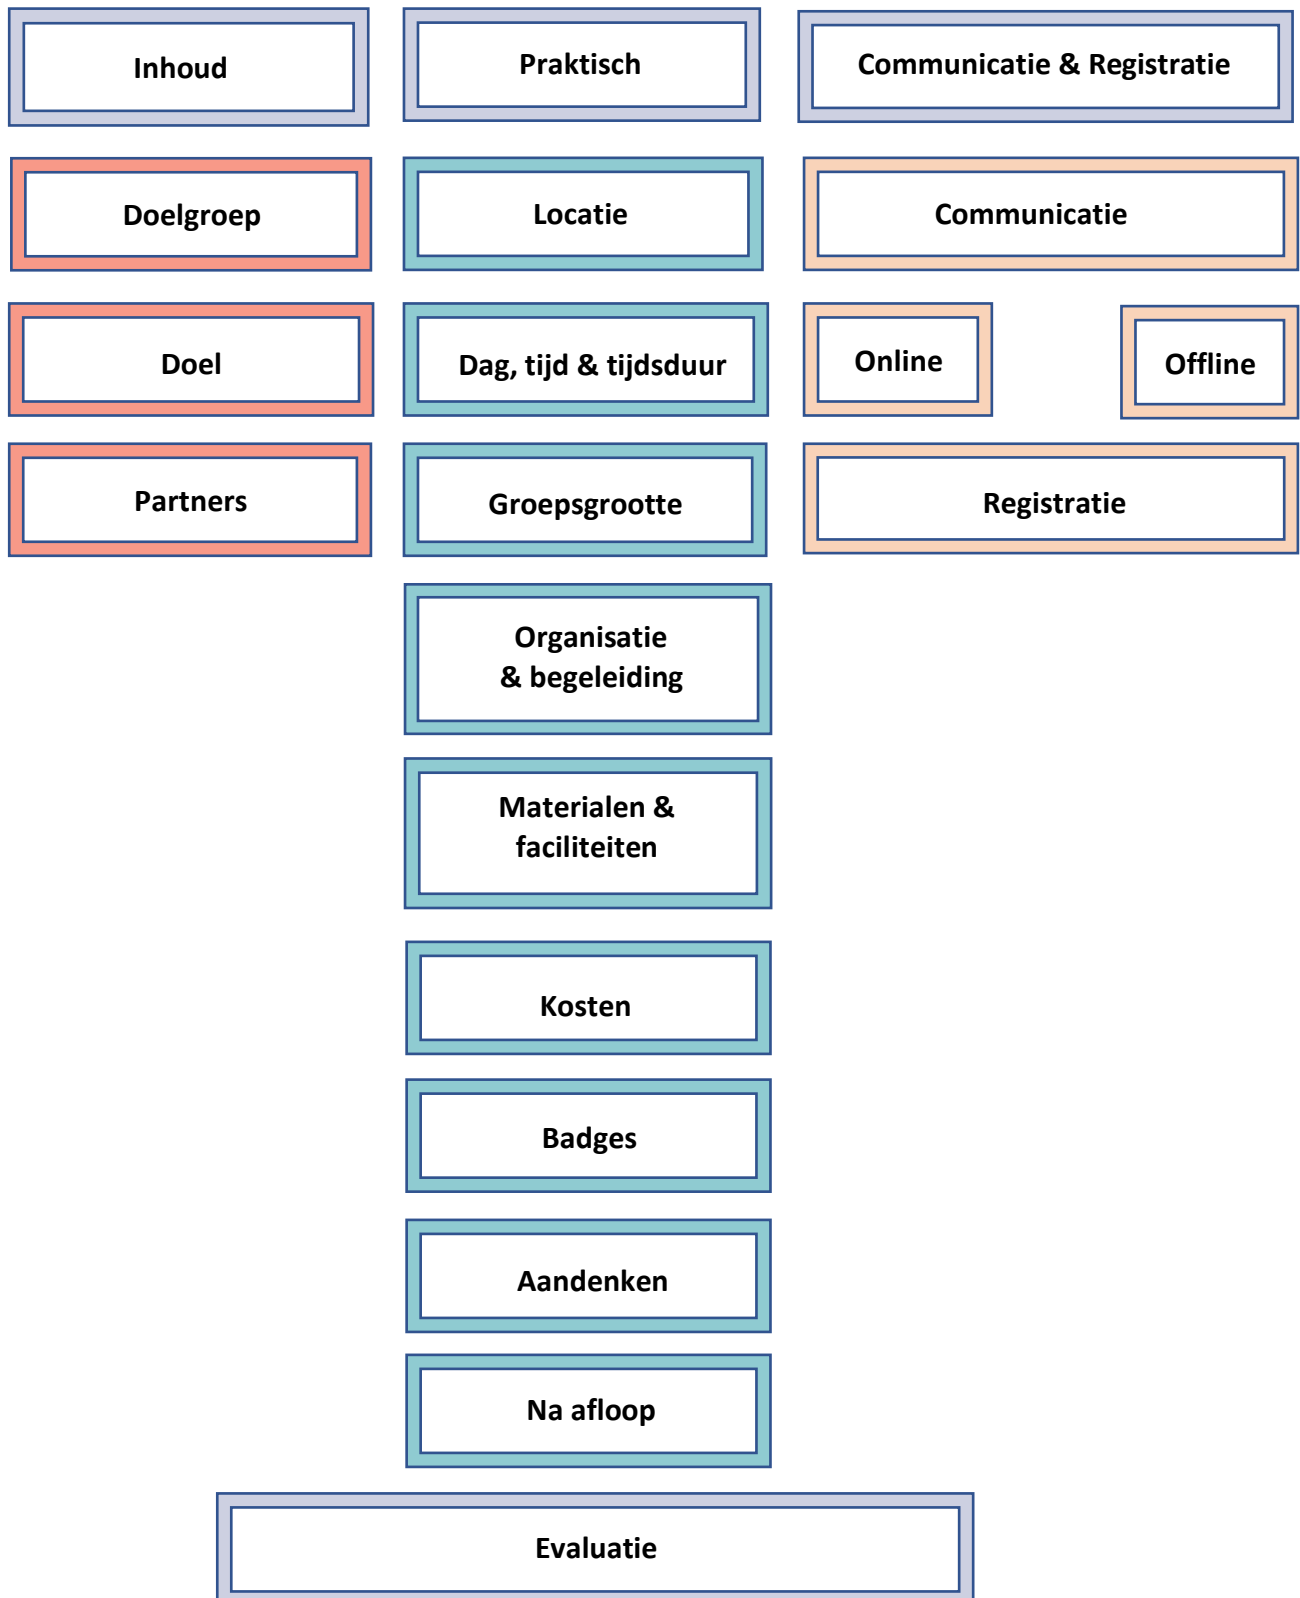 Inhoud
Praktisch
Communicatie & Registratie
Doelgroep
Locatie
Communicatie
Doel
Dag, tijd & tijdsduur
Online
Offline
Partners
Groepsgrootte
Registratie
Organisatie
& begeleiding
Materialen &
faciliteiten
Kosten
Badges
Aandenken
Na afloop
Evaluatie